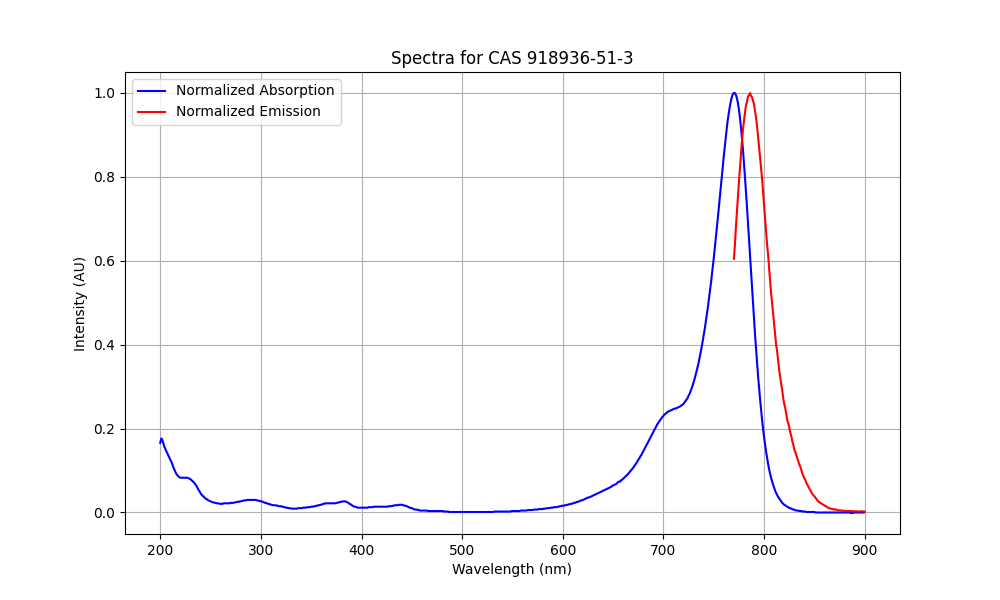 Spectra for CAS 918936-51-3
Normalized Absorption
Normalized Emission
1.0
0.8
0.6
0.4
0.2
0.0
Intensity (AU)
200 300 400 500 600 700 800 900
Wavelength (nm)